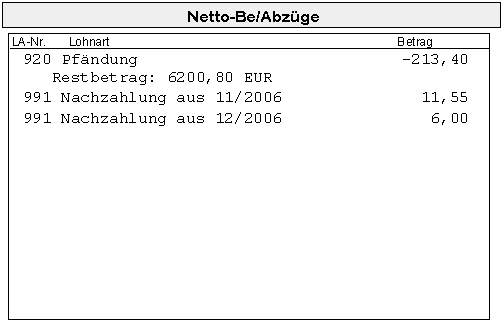 Netto-Be/Abzüge
LA-Nr. Lohnart Betrag
920 Pfändung -213,40
Restbetrag: 6200,80 EUR
991 Nachzahlung aus 11/2006 11,55
991 Nachzahlung aus 12/2006 6,00